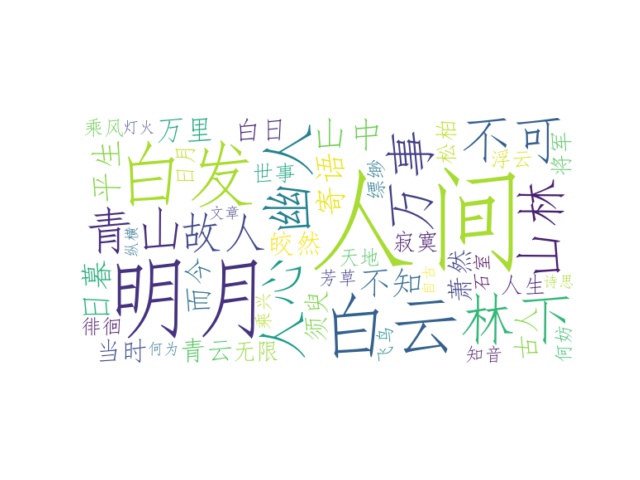 乘风
灯火
万里
白日
山中
万事
松柏
不可
平生
白发
日月
世事
幽人
寄语
缥缈
人间
浮云
将军
山林
青山
纵横
故人
文章
皎然
天地
寂寞
萧然
石室
日暮
明月
而今
乘兴
人心
须臾
芳草
不知
自古
人生
诗思
徘徊
白云
飞鸟
林下
古人
何妨
当时
何为
青云
无限
知音